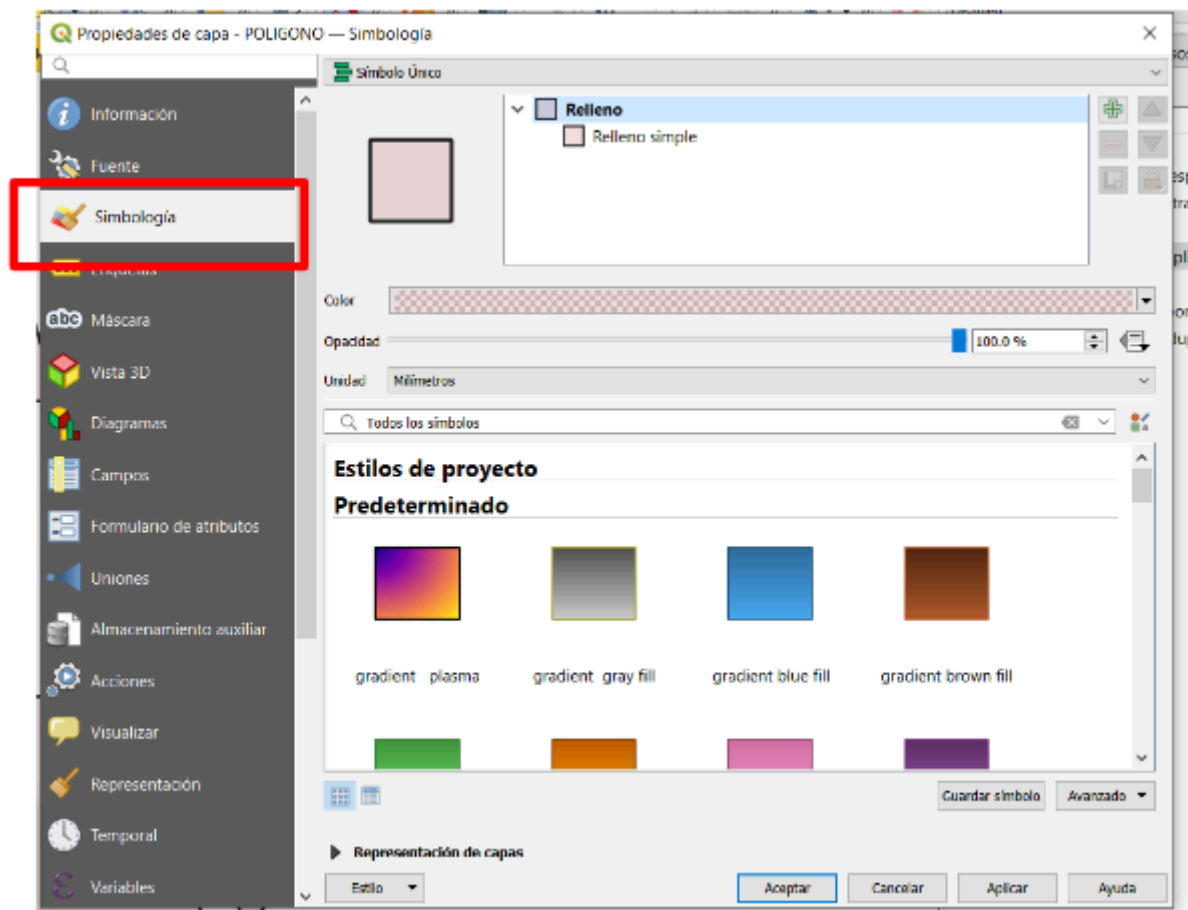 Propiedades de capa - POLIGONO — Simbología
Símbolo Único
Información
Fuente
Simbología
Etiquetas
abc Máscara
Vista 3D
Diagramas
Campos
Formulario de atributos
Uniones
Almacenamiento auxiliar
Acciones
Visualizar
Representación
Temporal
Variables
Relleno
Relleno simple
Color
Opacidad
100.0 %
Unidad Milímetros
Todos los símbolos
Estilos de proyecto
Predeterminado
gradient plasma
gradient gray fill
gradient blue fill
gradient brown fill
Guardar símbolo
Avanzado
Representación de capas
Estilo
Aceptar
Cancelar
Aplicar
Ayuda